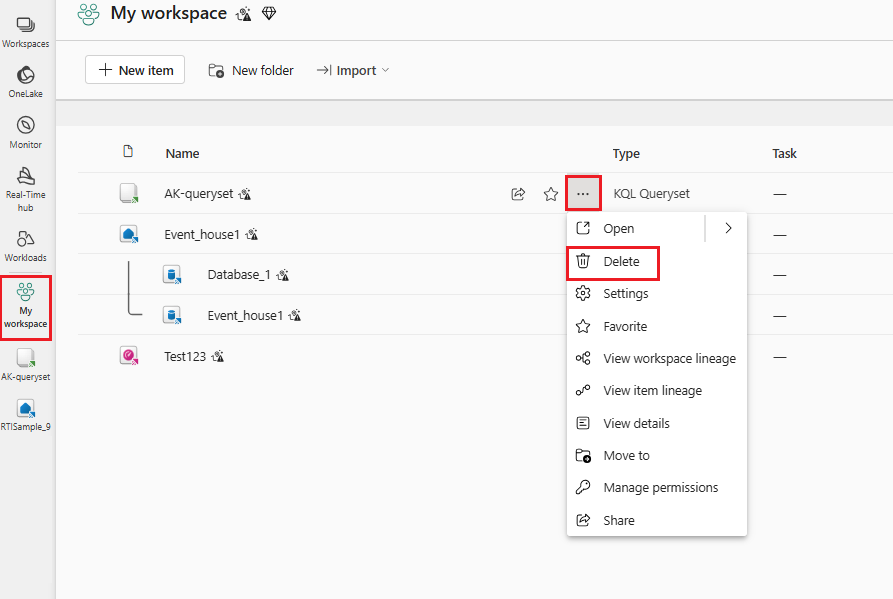 My workspace
Workspaces
OneLake
Monitor
Real-Time
hub
Workloads
My
workspace
AK-queryset
RTISample_9
New item
New folder
Import
Name
Type
Task
AK-queryset
...
KQL Queryset
—
Event_house1
—
Database_1
—
Event_house1
—
Test123
—
Open
Delete
Settings
Favorite
View workspace lineage
View item lineage
View details
Move to
Manage permissions
Share